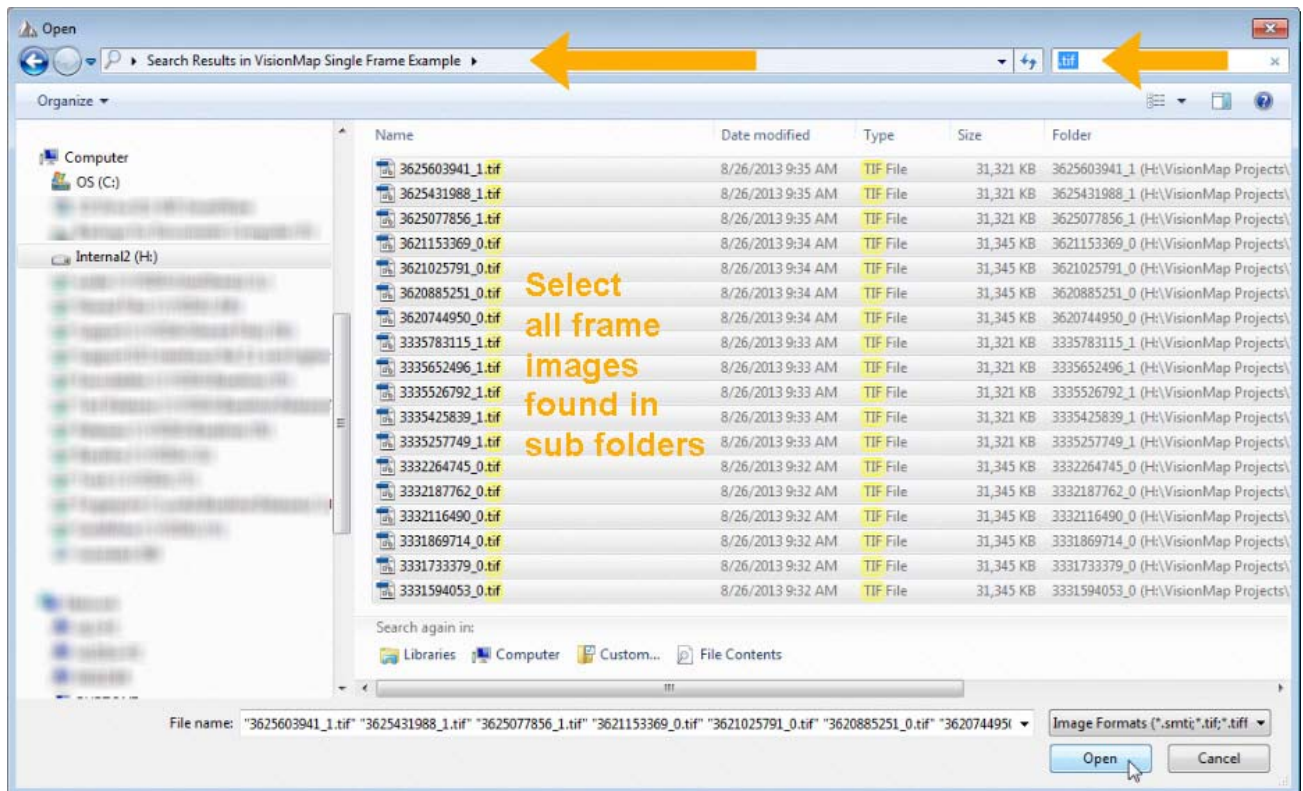 Open
Search Results in VisionMap Single Frame Example
.tif
Organize
Name Date modified Type Size Folder
Computer
OS (C:)
Internal2 (H:)
3625603941_1.tif 8/26/2013 9:35 AM TIF File 31,321 KB 3625603941_1 (H:\VisionMap Projects\
3625431988_1.tif 8/26/2013 9:35 AM TIF File 31,321 KB 3625431988_1 (H:\VisionMap Projects\
3625077856_1.tif 8/26/2013 9:35 AM TIF File 31,321 KB 3625077856_1 (H:\VisionMap Projects\
3621153369_0.tif 8/26/2013 9:34 AM TIF File 31,345 KB 3621153369_0 (H:\VisionMap Projects\
3621025791_0.tif 8/26/2013 9:34 AM TIF File 31,345 KB 3621025791_0 (H:\VisionMap Projects\
3620885251_0.tif 8/26/2013 9:34 AM TIF File 31,345 KB 3620885251_0 (H:\VisionMap Projects\
3620744950_0.tif 8/26/2013 9:34 AM TIF File 31,345 KB 3620744950_0 (H:\VisionMap Projects\
3335783115_1.tif 8/26/2013 9:33 AM TIF File 31,321 KB 3335783115_1 (H:\VisionMap Projects\
3335652496_1.tif 8/26/2013 9:33 AM TIF File 31,321 KB 3335652496_1 (H:\VisionMap Projects\
3335526792_1.tif 8/26/2013 9:33 AM TIF File 31,321 KB 3335526792_1 (H:\VisionMap Projects\
3335425839_1.tif 8/26/2013 9:33 AM TIF File 31,321 KB 3335425839_1 (H:\VisionMap Projects\
3335257749_1.tif 8/26/2013 9:33 AM TIF File 31,321 KB 3335257749_1 (H:\VisionMap Projects\
3332264745_0.tif 8/26/2013 9:32 AM TIF File 31,345 KB 3332264745_0 (H:\VisionMap Projects\
3332187762_0.tif 8/26/2013 9:32 AM TIF File 31,345 KB 3332187762_0 (H:\VisionMap Projects\
3332116490_0.tif 8/26/2013 9:32 AM TIF File 31,345 KB 3332116490_0 (H:\VisionMap Projects\
3331869714_0.tif 8/26/2013 9:32 AM TIF File 31,345 KB 3331869714_0 (H:\VisionMap Projects\
3331733379_0.tif 8/26/2013 9:32 AM TIF File 31,345 KB 3331733379_0 (H:\VisionMap Projects\
3331594053_0.tif 8/26/2013 9:32 AM TIF File 31,345 KB 3331594053_0 (H:\VisionMap Projects\
Select
all frame
images
found in
sub folders
Search again in:
Libraries Computer Custom... File Contents
File name: "3625603941_1.tif" "3625431988_1.tif" "3625077856_1.tif" "3621153369_0.tif" "3621025791_0.tif" "3620885251_0.tif" "362074495 Image Formats (*.smti;*.tif;*.tiff
Open Cancel